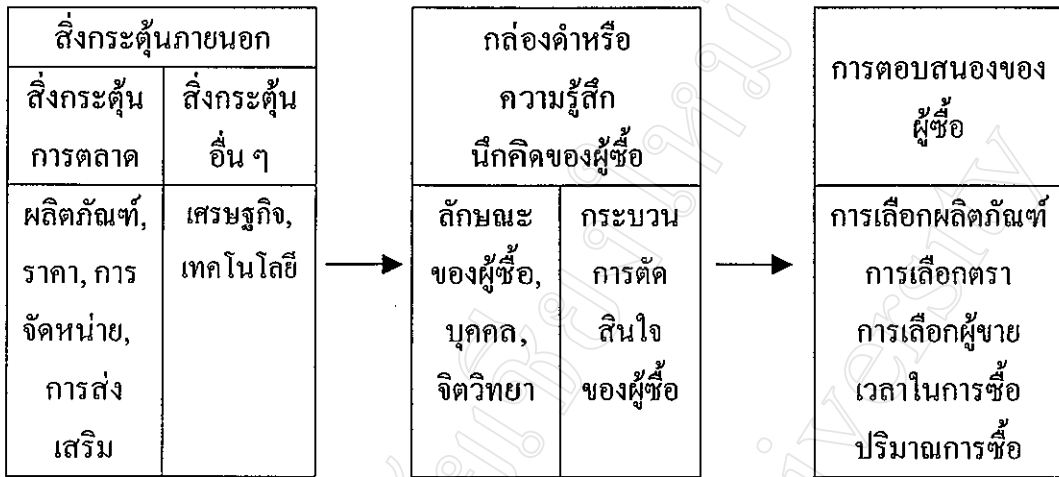 สิ่งกระตุ้นภายนอก
สิ่งกระตุ้น
การตลาด
สิ่งกระตุ้น
อื่น ๆ
ผลิตภัณฑ์,
ราคา, การ
จัดหน่าย,
การส่ง
เสริม
เศรษฐกิจ,
เทคโนโลยี
กล่องดำหรือ
ความรู้สึก
นึกคิดของผู้ซื้อ
ลักษณะ
ของผู้ซื้อ,
บุคคล,
จิตวิทยา
กระบวน
การตัด
สินใจ
ของผู้ซื้อ
การตอบสนองของ
ผู้ซื้อ
การเลือกผลิตภัณฑ์
การเลือกตรา
การเลือกผู้ขาย
เวลาในการซื้อ
ปริมาณการซื้อ